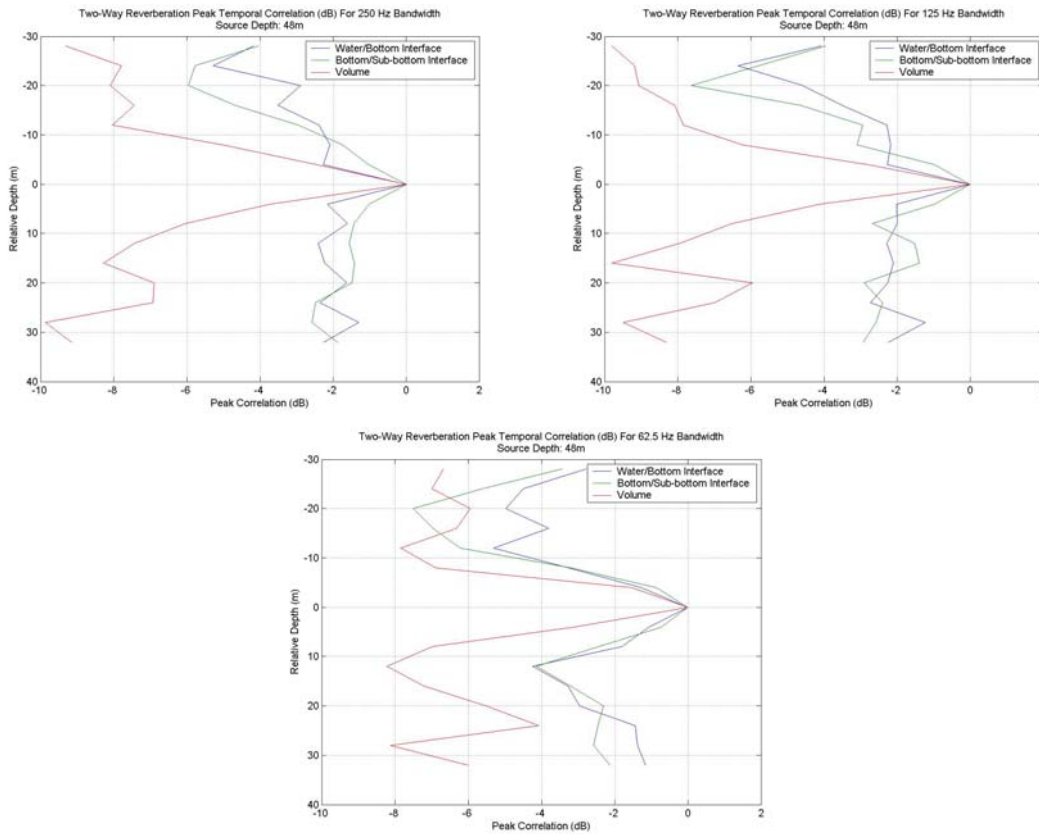 Two-Way Reverberation Peak Temporal Correlation (dB) For 250 Hz Bandwidth
Source Depth: 48m
-30
-20
-10
0
10
20
30
40
Relative Depth (m)
Water/Bottom Interface
Bottom/Sub-bottom Interface
Volume
-10 -8 -6 -4 -2 0 2
Peak Correlation (dB)
Two-Way Reverberation Peak Temporal Correlation (dB) For 125 Hz Bandwidth
Source Depth: 48m
-30
-20
-10
0
10
20
30
40
Relative Depth (m)
Water/Bottom Interface
Bottom/Sub-bottom Interface
Volume
-10 -8 -6 -4 -2 0
Peak Correlation (dB)
Two-Way Reverberation Peak Temporal Correlation (dB) For 62.5 Hz Bandwidth
Source Depth: 48m
-30
-20
-10
0
10
20
30
40
Relative Depth (m)
Water/Bottom Interface
Bottom/Sub-bottom Interface
Volume
-10 -8 -6 -4 -2 0 2
Peak Correlation (dB)